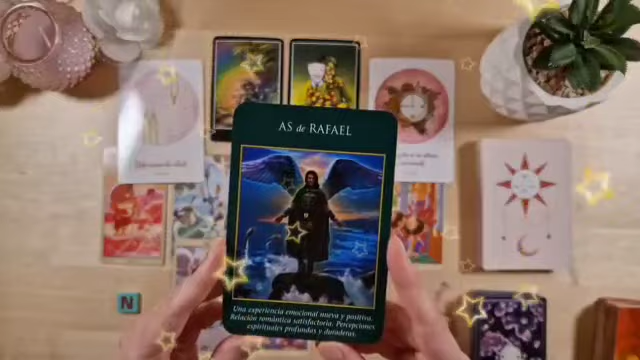 AS de RAFAEL
Una experiencia emocional nueva y positiva.
Relación romántica satisfactoria. Percepciones
espirituales profundas y duraderas.
N